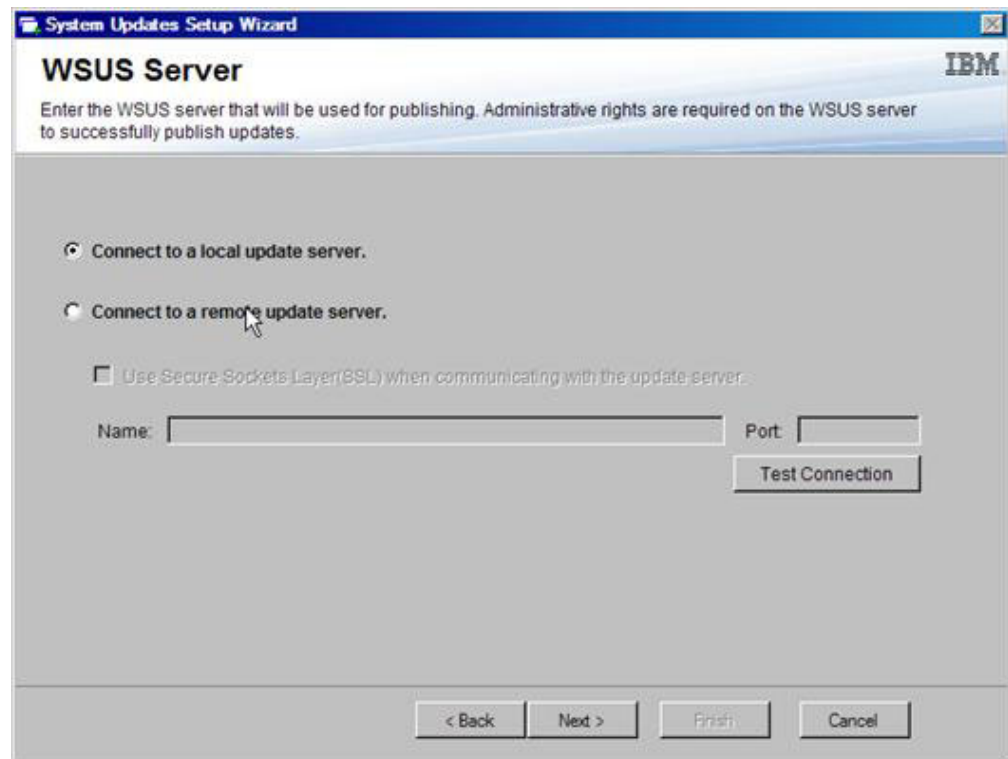 System Updates Setup Wizard
WSUS Server
IBM
Enter the WSUS server that will be used for publishing. Administrative rights are required on the WSUS server
to successfully publish updates.
Connect to a local update server.
Connect to a remote update server.
Use Secure Sockets Layer(SSL) when communicating with the update server.
Name: Port:
Test Connection
< Back Next > Finish Cancel